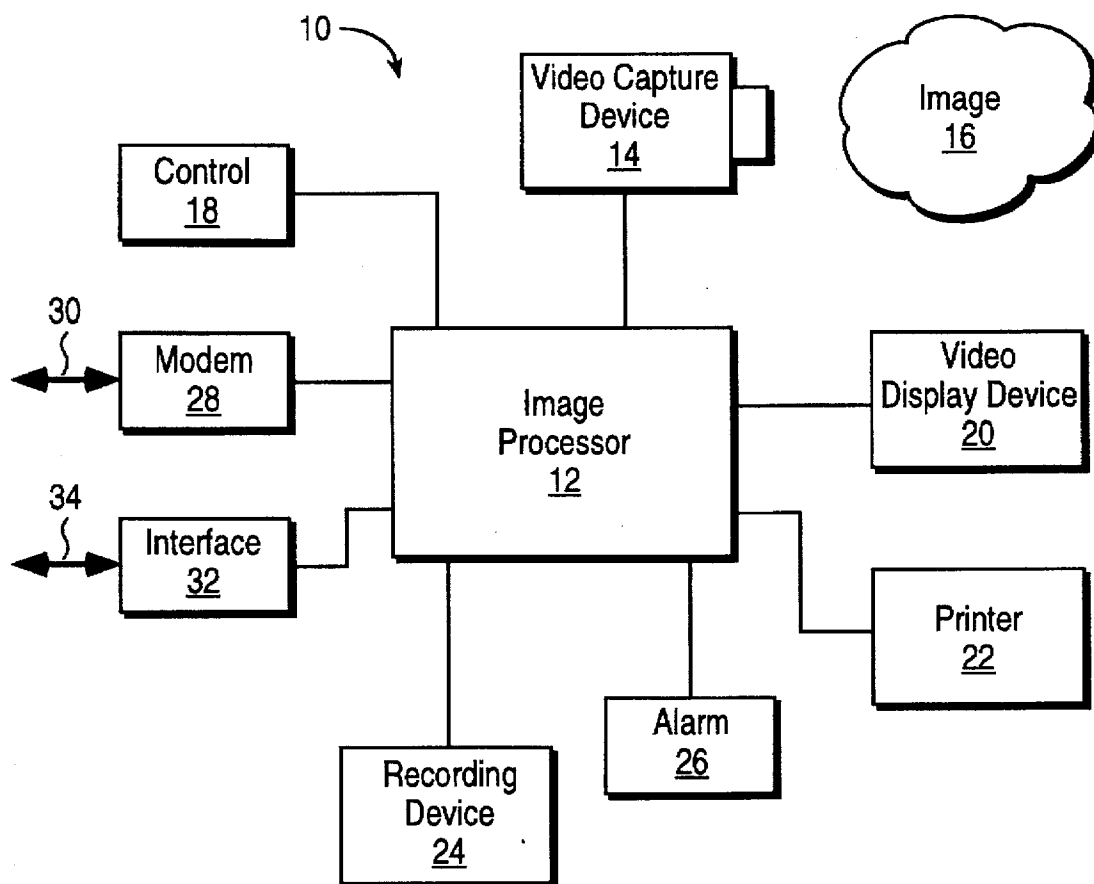 10
Video Capture
Device
14
Image
16
Control
18
30
Modem
28
Image
Processor
12
Video
Display Device
20
34
Interface
32
Printer
22
Alarm
26
Recording
Device
24